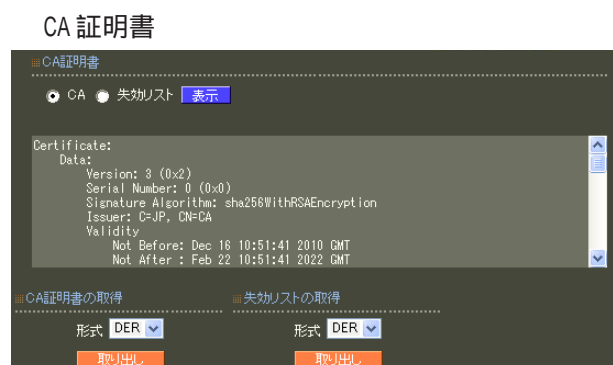 CA 証明書
CA証明書
CA 失効リスト 表示
Certificate:
Data:
Version: 3 (0x2)
Serial Number: 0 (0x0)
Signature Algorithm: sha256WithRSAEncryption
Issuer: C=JP, CN=CA
Validity
Not Before: Dec 16 10:51:41 2010 GMT
Not After : Feb 22 10:51:41 2022 GMT
CA証明書の取得 失効リストの取得
形式 DER 形式 DER
取り出し 取り出し